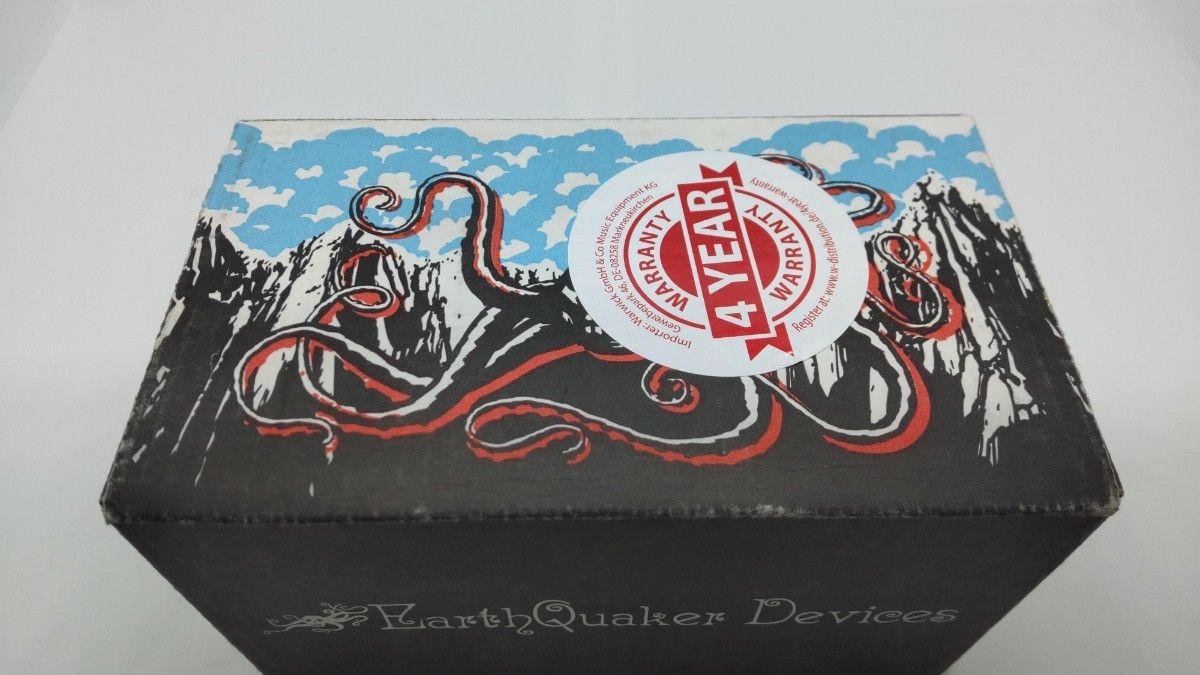 Importer: Warwick GmbH & Co Music Equipment KG
Gewerbepark 46, DE-08258 Markneukirchen
WARRANTY
4 YEAR
WARRANTY
Register at: www.w-distribution.de/4year-warranty
EarthQuaker Devices